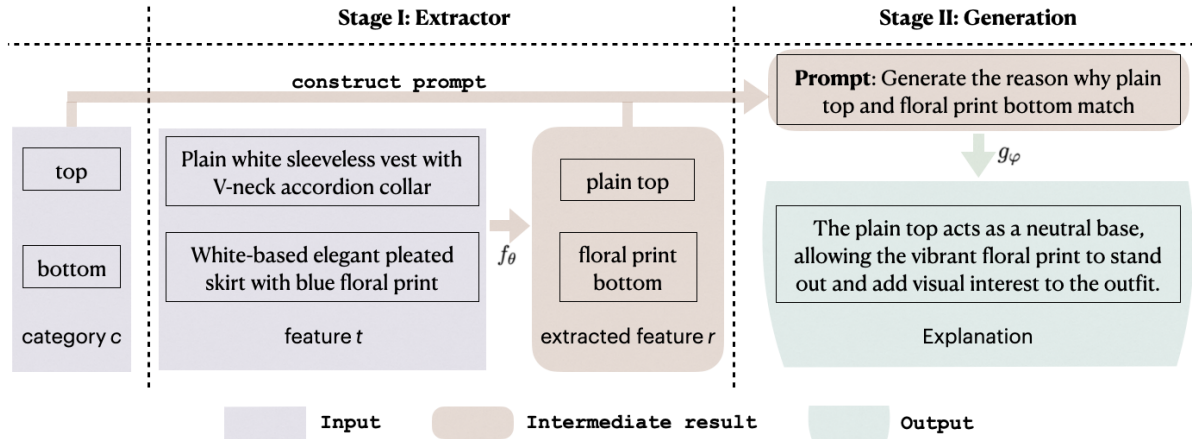 Stage I: Extractor
Stage II: Generation
construct prompt
Prompt: Generate the reason why plain
top and floral print bottom match
top
Plain white sleeveless vest with
V-neck accordion collar
plain top
gφ
bottom
White-based elegant pleated
skirt with blue floral print
fθ
floral print
bottom
The plain top acts as a neutral base,
allowing the vibrant floral print to stand
out and add visual interest to the outfit.
category c
feature t
extracted feature r
Explanation
Input
Intermediate result
Output